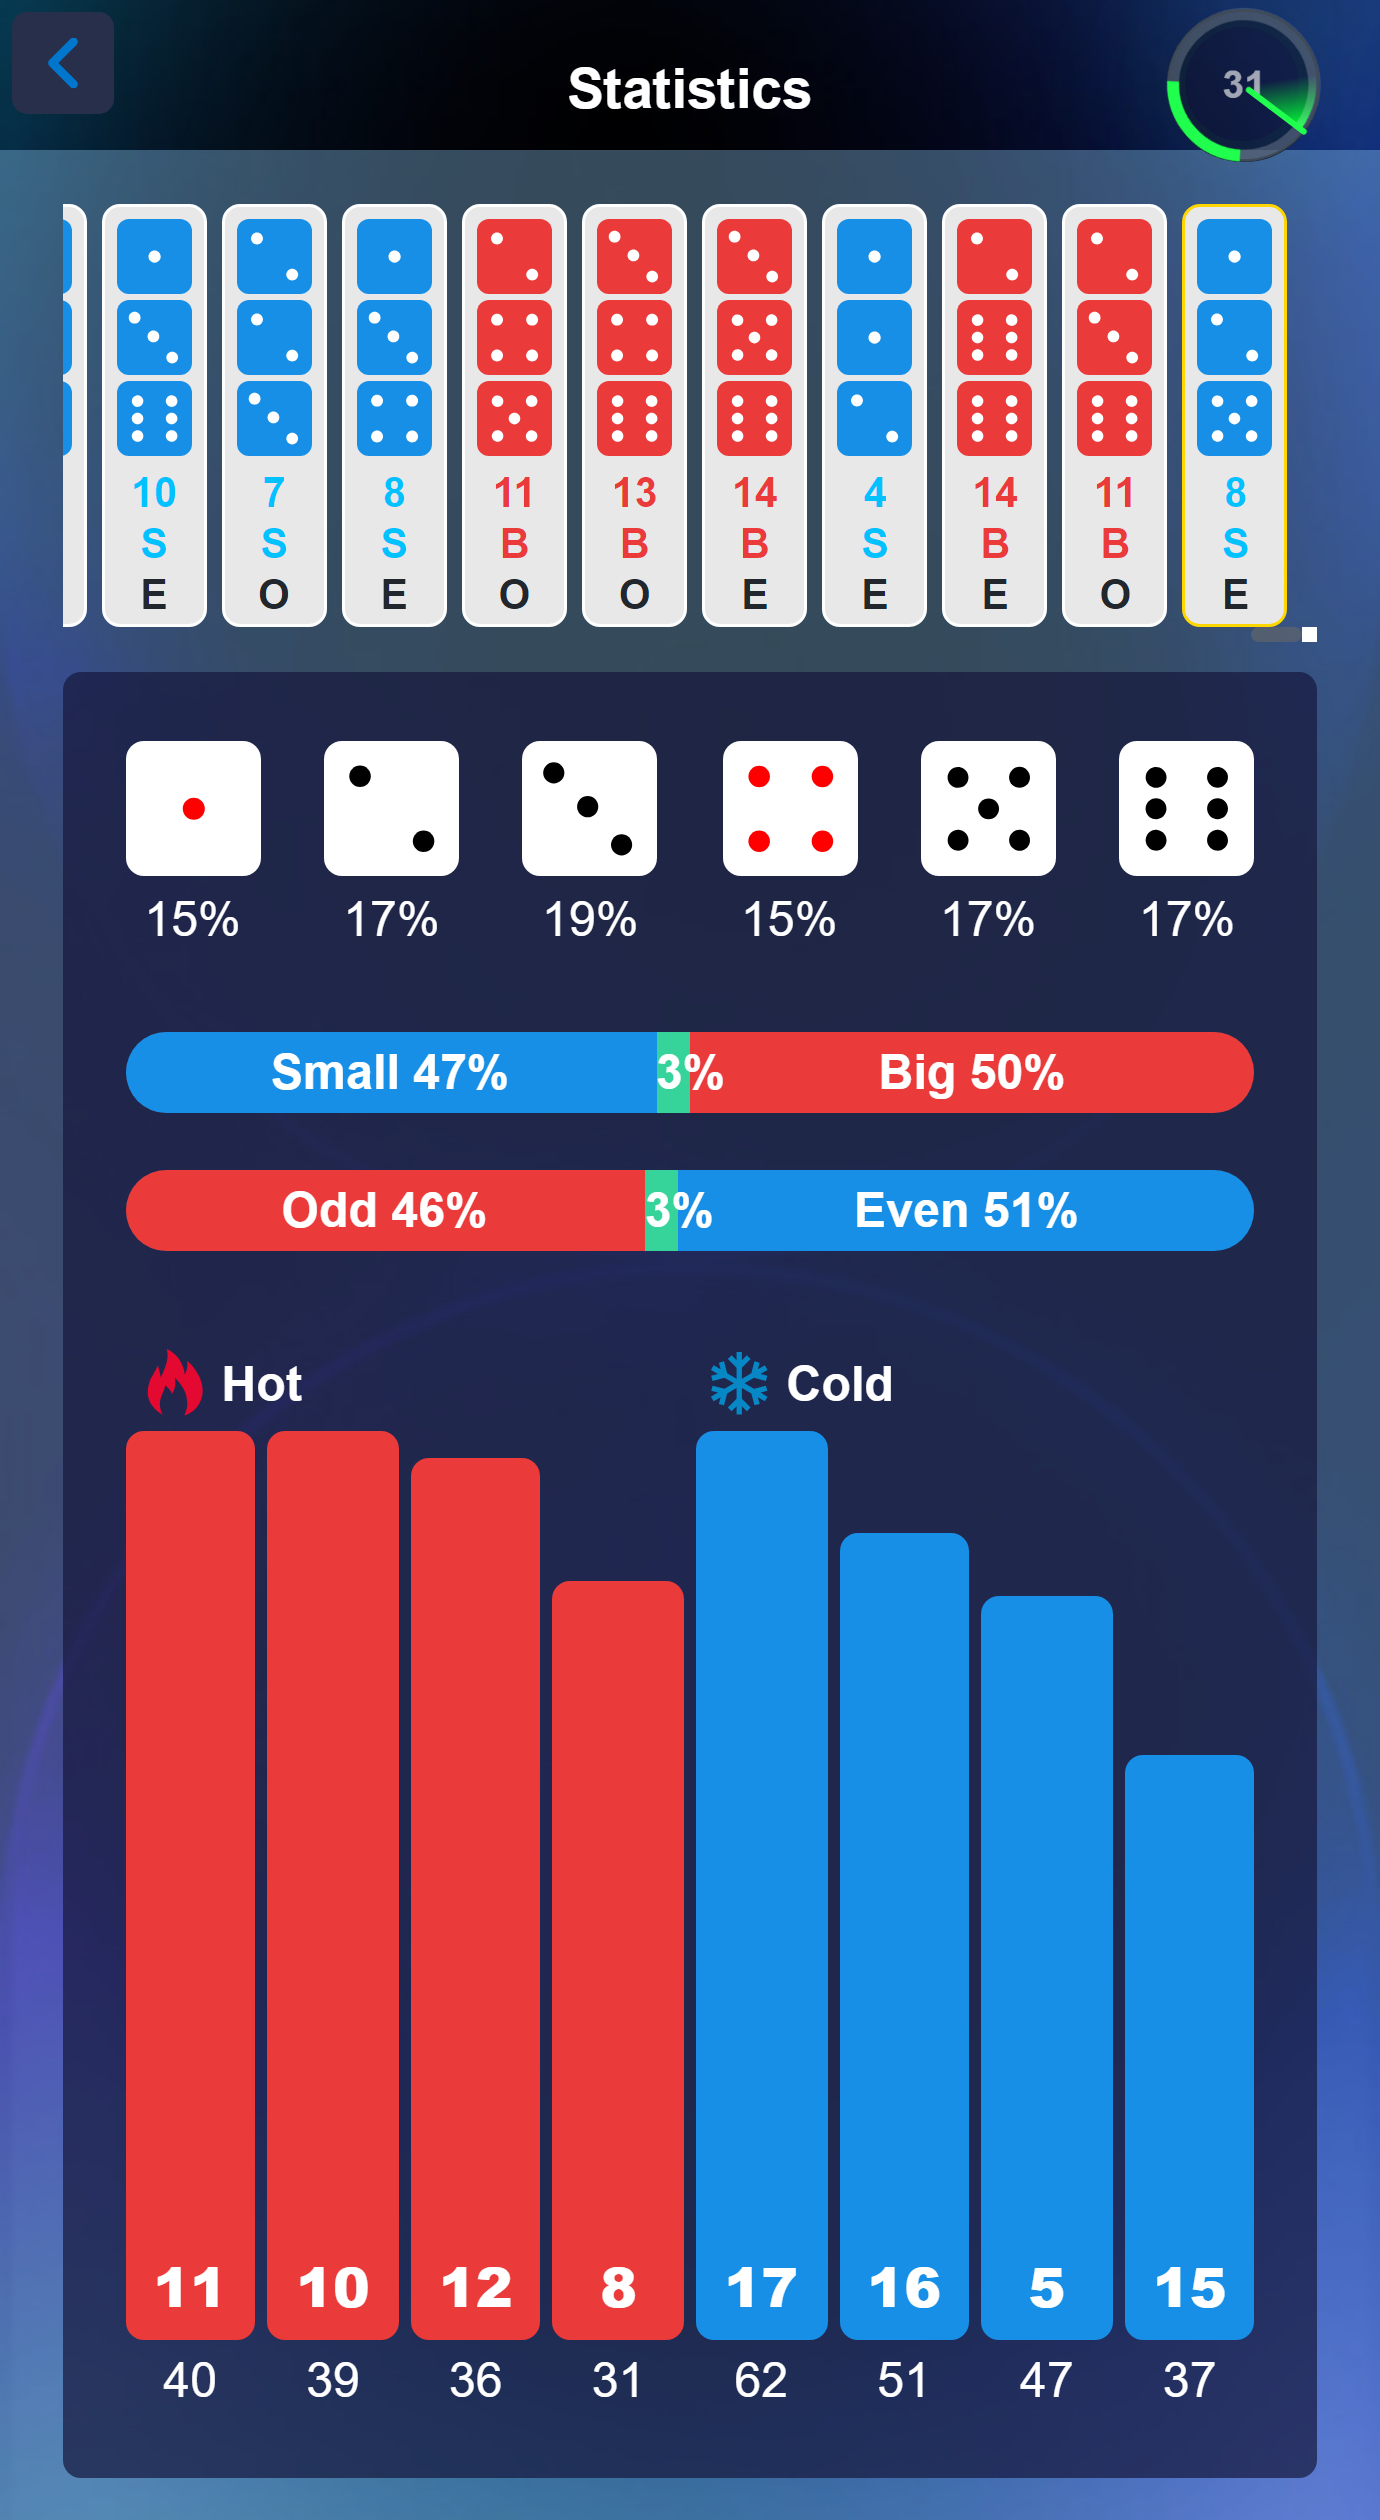 Statistics
31
10 7 8 11 13 14 4 14 11 8
S S S B B B S B B S
E O E O O E E E O E
15% 17% 19% 15% 17% 17%
Small 47% 3% Big 50%
Odd 46% 3% Even 51%
Hot Cold
11 10 12 8 17 16 5 15
40 39 36 31 62 51 47 37